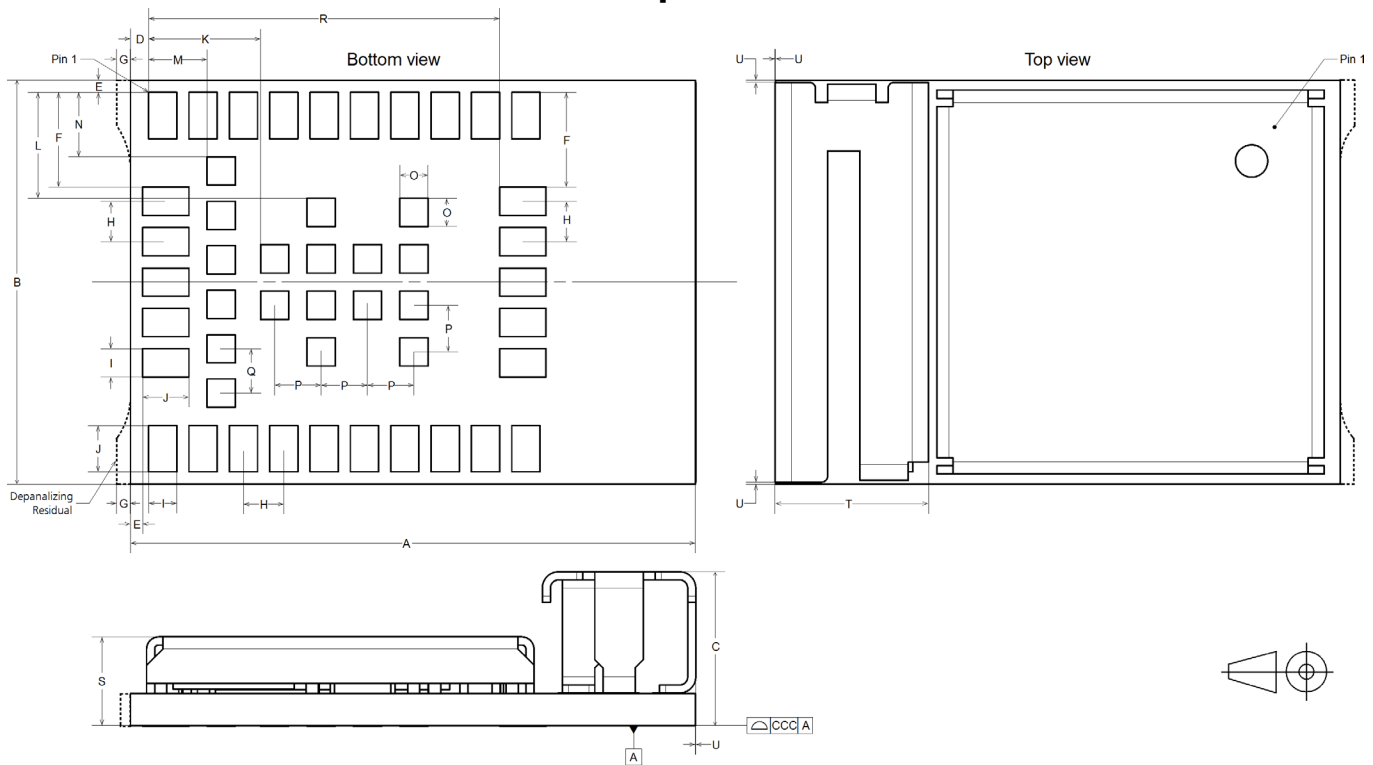 R
D
K
G
M
Pin 1
Bottom view
E
N
F
L
F
O
O
H
H
B
P
I
Q
P
P
P
J
J
Depanalizing
Residual
G
I
H
E
A
U
U
Top view
Pin 1
U
T
S
C
CCC A
A
U